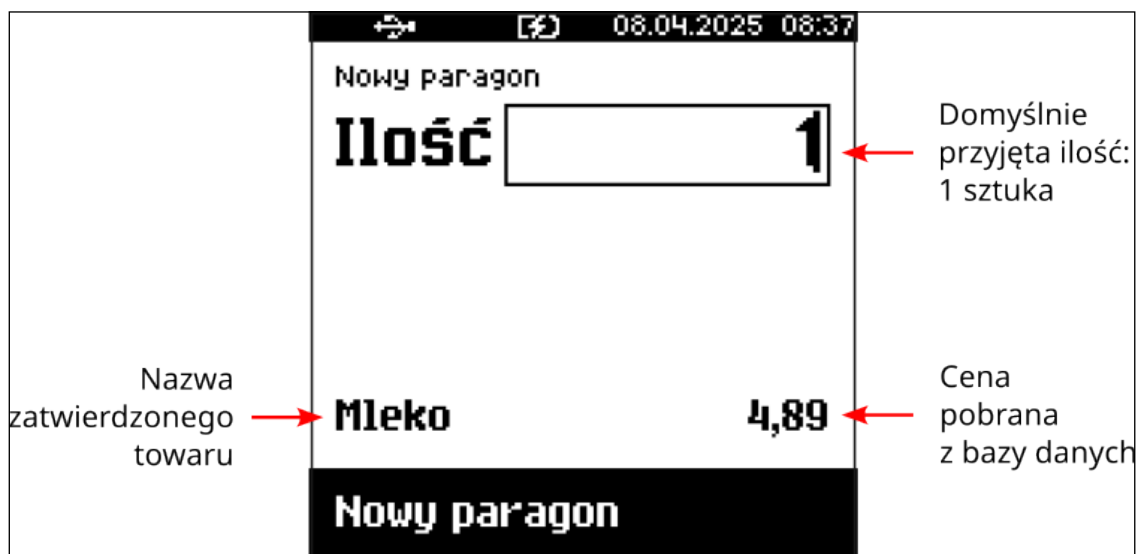 08.04.2025 08:37
Nowy paragon
Ilość 1
Domyślnie
przyjęta ilość:
1 sztuka
Nazwa
zatwierdzonego
towaru
Mleko 4,89
Cena
pobrana
z bazy danych
Nowy paragon